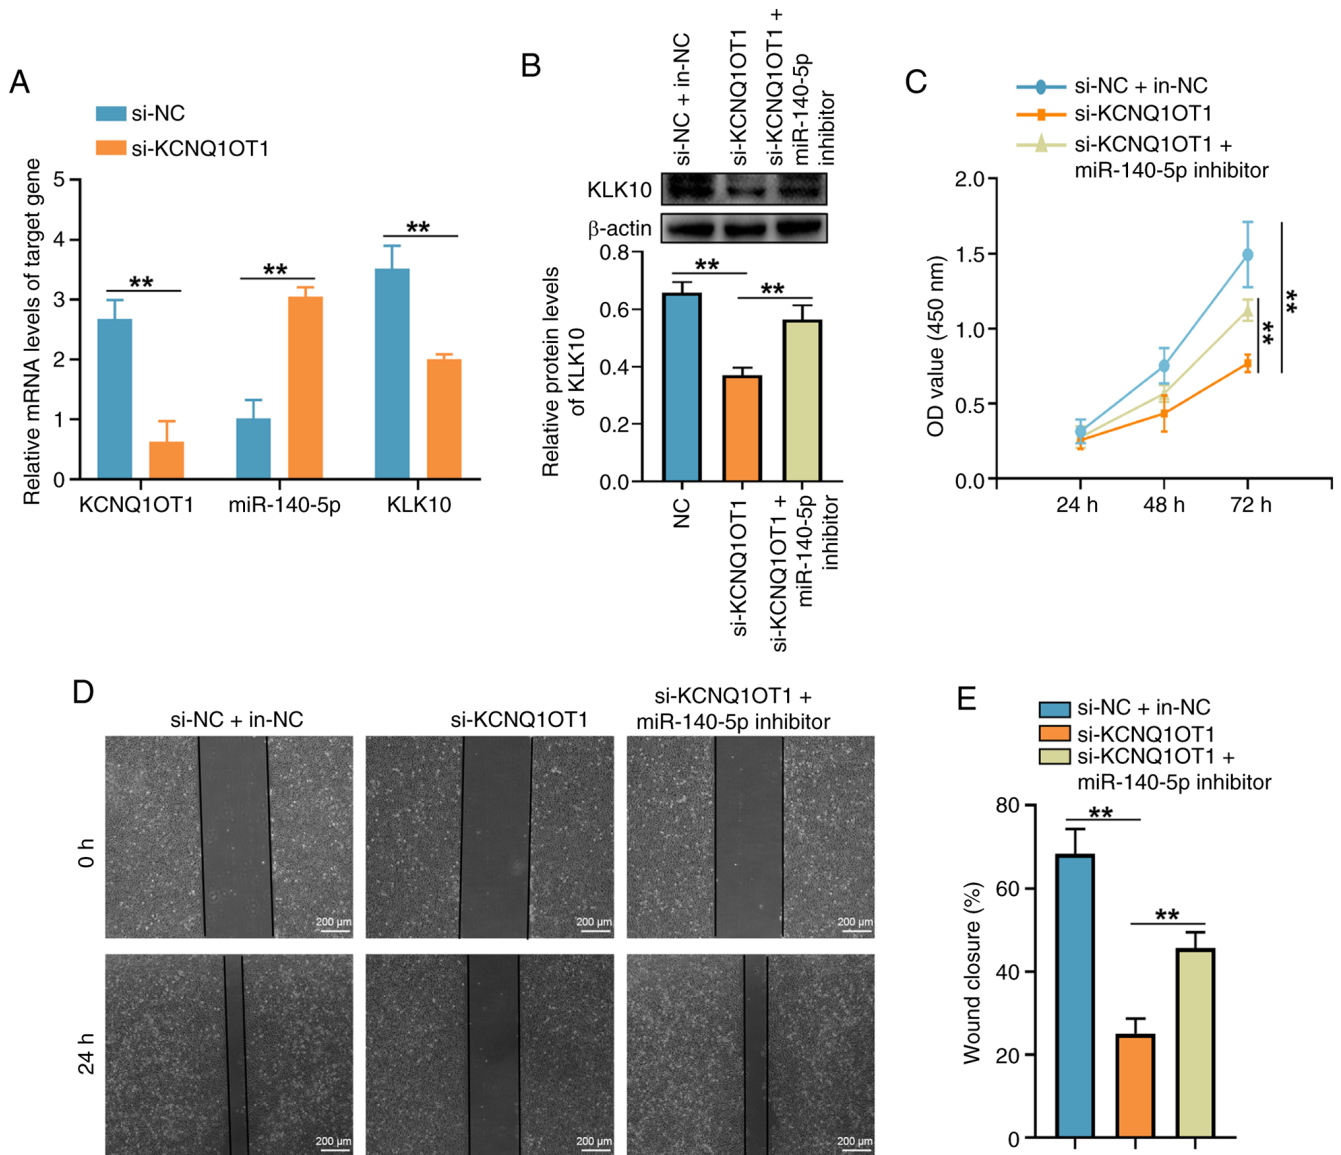 A
si-NC
si-KCNQ1OT1
Relative mRNA levels of target gene
5
4
3
2
1
0
**
**
**
KCNQ1OT1
miR-140-5p
KLK10
B
si-NC + in-NC
si-KCNQ1OT1
si-KCNQ1OT1 +
miR-140-5p
inhibitor
KLK10
β-actin
Relative protein levels
of KLK10
0.8
0.6
0.4
0.2
0.0
**
**
NC
si-KCNQ1OT1
si-KCNQ1OT1 +
miR-140-5p
inhibitor
C
si-NC + in-NC
si-KCNQ1OT1
si-KCNQ1OT1 +
miR-140-5p inhibitor
OD value (450 nm)
2.0
1.5
1.0
0.5
0.0
**
**
24 h
48 h
72 h
D
si-NC + in-NC
si-KCNQ1OT1
si-KCNQ1OT1 +
miR-140-5p inhibitor
0 h
200 µm
200 µm
200 µm
24 h
200 µm
200 µm
200 µm
E
si-NC + in-NC
si-KCNQ1OT1
si-KCNQ1OT1 +
miR-140-5p inhibitor
Wound closure (%)
80
60
40
20
0
**
**